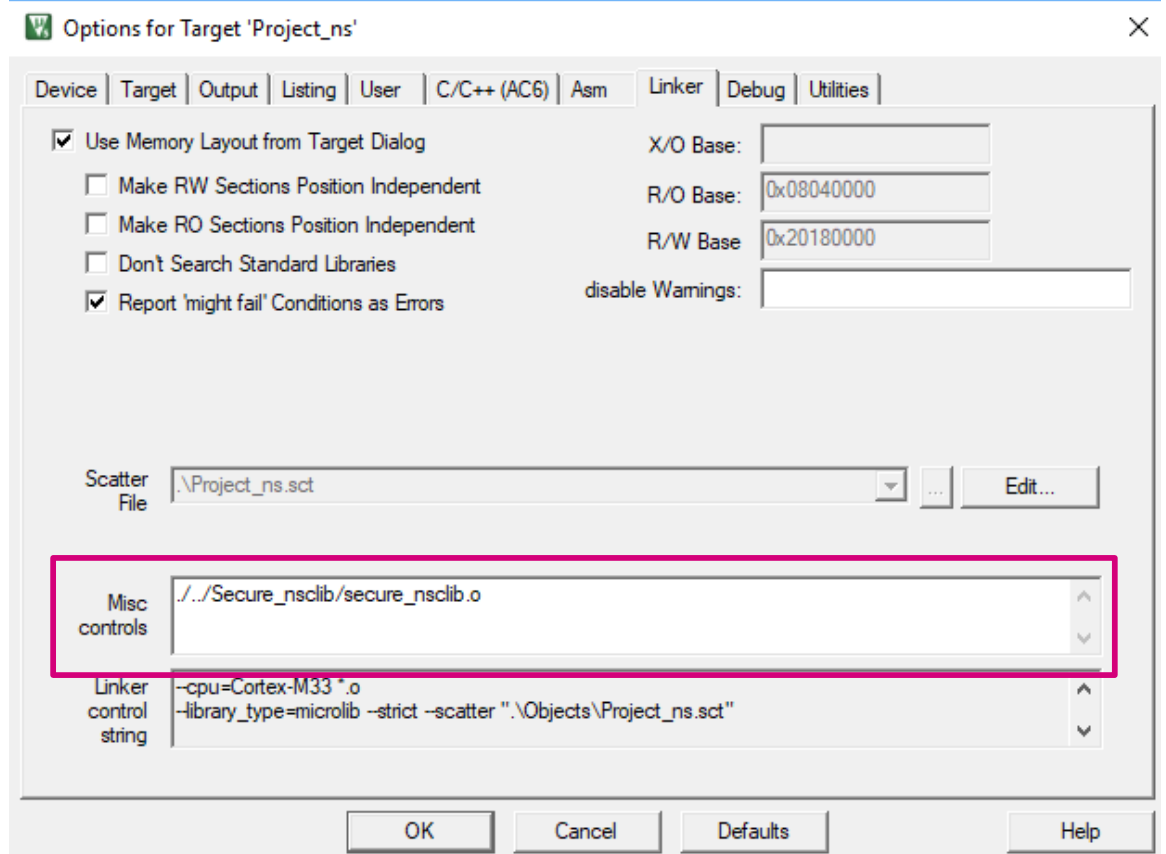 Options for Target 'Project_ns'
Device Target Output Listing User C/C++ (AC6) Asm Linker Debug Utilities
Use Memory Layout from Target Dialog
Make RW Sections Position Independent
Make RO Sections Position Independent
Don't Search Standard Libraries
Report 'might fail' Conditions as Errors
X/O Base:
R/O Base: 0x08040000
R/W Base 0x20180000
disable Warnings:
Scatter
File
.\Project_ns.sct
...
Edit...
Misc
controls
./../Secure_nsclib/secure_nsclib.o
Linker
control
string
--cpu=Cortex-M33 *.o
--library_type=microlib --strict --scatter ".\Objects\Project_ns.sct"
OK Cancel Defaults Help